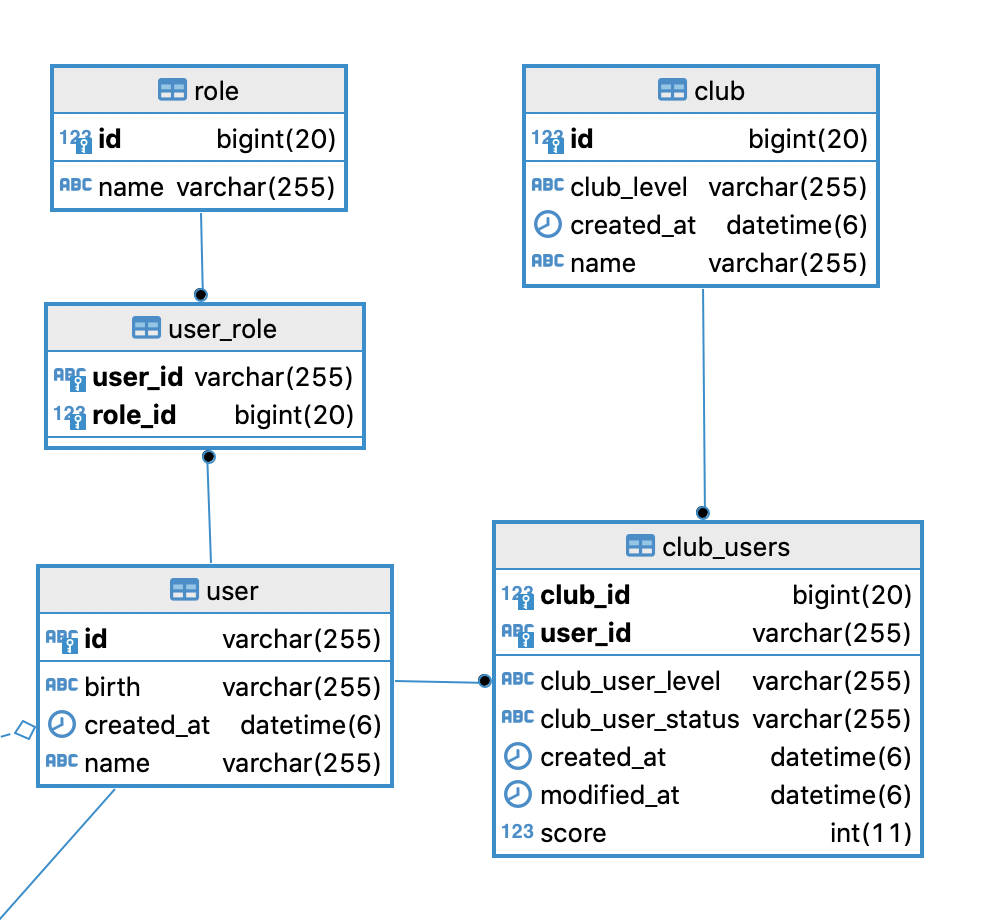 role
123 id bigint(20)
ABC name varchar(255)
club
123 id bigint(20)
ABC club_level varchar(255)
created_at datetime(6)
ABC name varchar(255)
user_role
ABC user_id varchar(255)
123 role_id bigint(20)
user
ABC id varchar(255)
ABC birth varchar(255)
created_at datetime(6)
ABC name varchar(255)
club_users
123 club_id bigint(20)
ABC user_id varchar(255)
ABC club_user_level varchar(255)
ABC club_user_status varchar(255)
created_at datetime(6)
modified_at datetime(6)
123 score int(11)